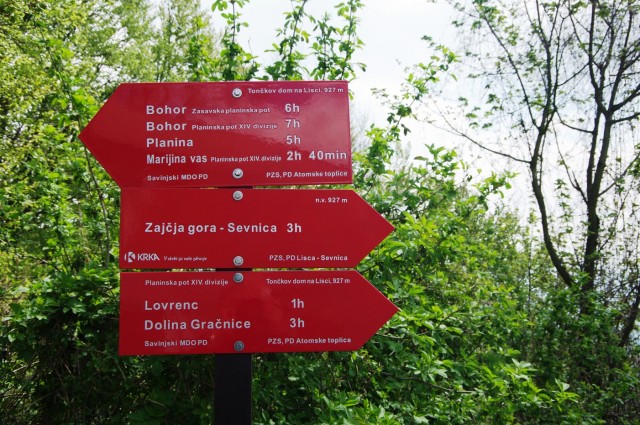 Tončkov dom na Lisci, 927 m
Bohor Zasavska planinska pot 6h
Bohor Planinska pot XIV. divizije 7h
Planina 5h
Marijina vas Planinska pot XIV. divizije 2h 40min
Savinjski MDO PD PZS, PD Atomske toplice
n.v. 927 m
Zajčja gora - Sevnica 3h
KRKA PZS, PD Lisca - Sevnica
Planinska pot XIV. divizije Tončkov dom na Lisci, 927 m
Lovrenc 1h
Dolina Gračnice 3h
Savinjski MDO PD PZS, PD Atomske toplice